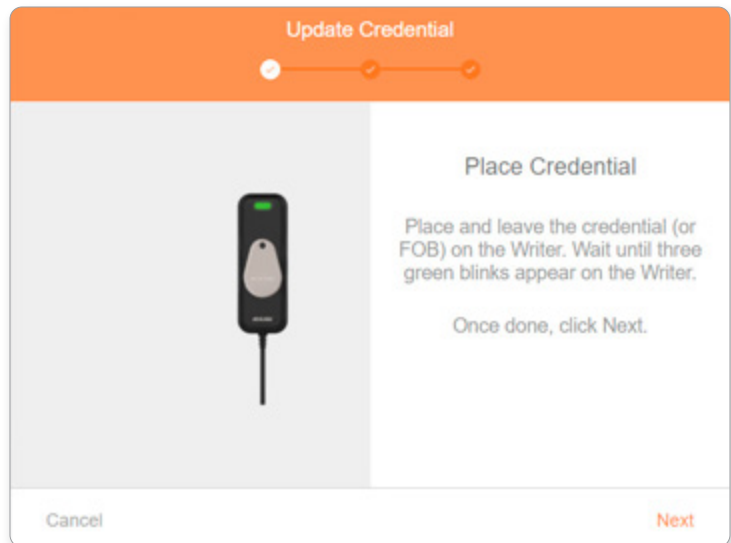 Update Credential
Place Credential
Place and leave the credential (or
FOB) on the Writer. Wait until three
green blinks appear on the Writer.
Once done, click Next.
Cancel
Next